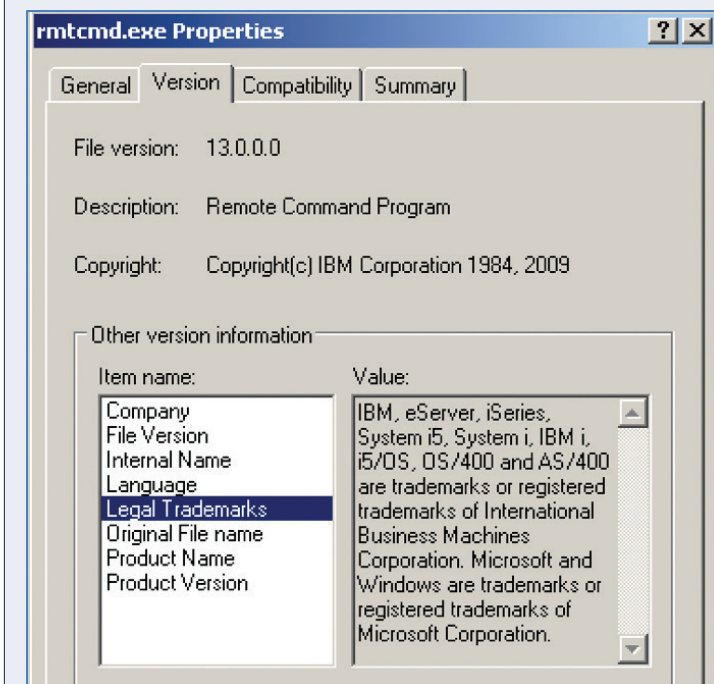 rmtcmd.exe Properties
General Version Compatibility Summary
File version: 13.0.0.0
Description: Remote Command Program
Copyright: Copyright(c) IBM Corporation 1984, 2009
Other version information
Item name:
Company
File Version
Internal Name
Language
Legal Trademarks
Original File name
Product Name
Product Version
Value:
IBM, eServer, iSeries,
System i5, System i, IBM i,
i5/OS, OS/400 and AS/400
are trademarks or registered
trademarks of International
Business Machines
Corporation. Microsoft and
Windows are trademarks or
registered trademarks of
Microsoft Corporation.